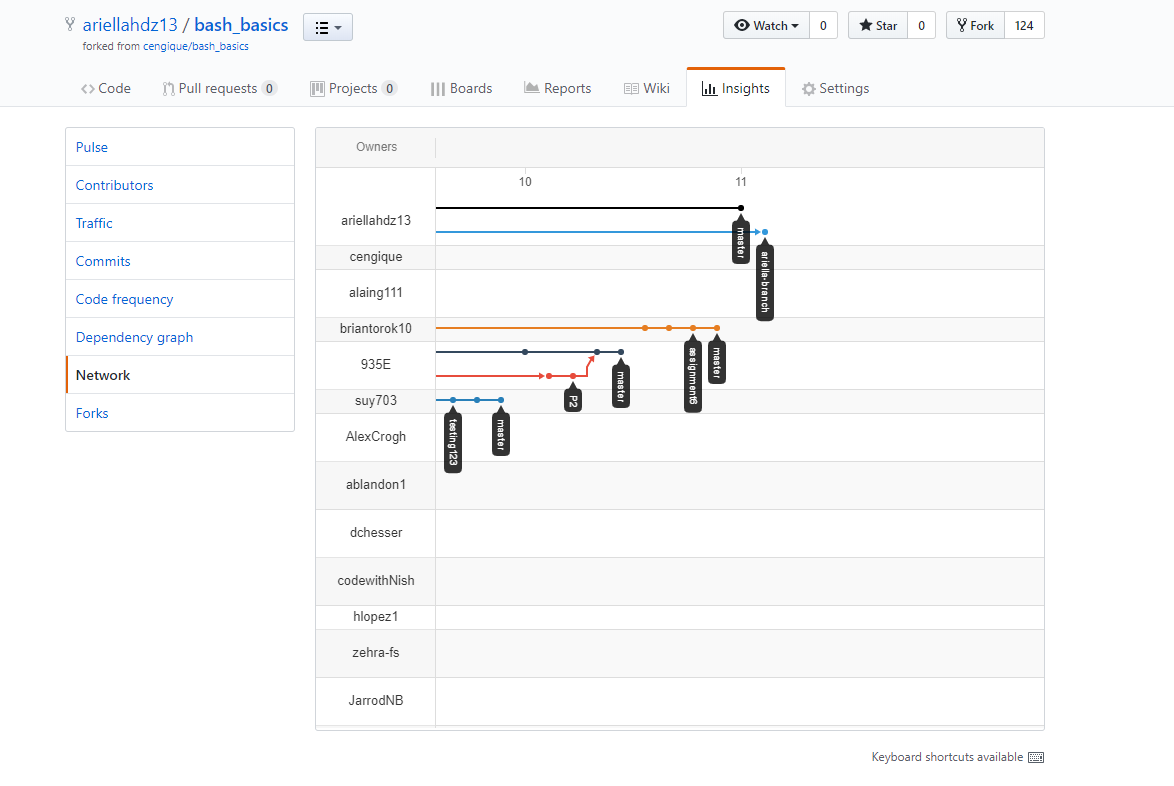 ariellahdz13 / bash_basics
forked from cengique/bash_basics
Watch 0 Star 0 Fork 124
Code Pull requests 0 Projects 0 Boards Reports Wiki Insights Settings
Pulse
Contributors
Traffic
Commits
Code frequency
Dependency graph
Network
Forks
Owners
10 11
ariellahdz13
master
ariella-branch
cengique
alaing111
briantorok10
assignment6
master
935E
master
P2
suy703
testing123
master
AlexCrogh
ablandon1
dchesser
codewithNish
hlopez1
zehra-fs
JarrodNB
Keyboard shortcuts available